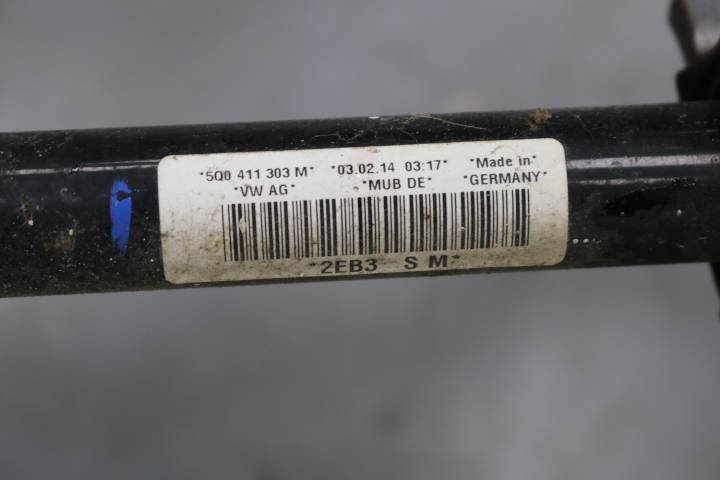 *5Q0 411 303 M* *03.02.14 03:17* *Made in*
*VW AG* *MUB DE* *GERMANY*
*2EB3 S M*